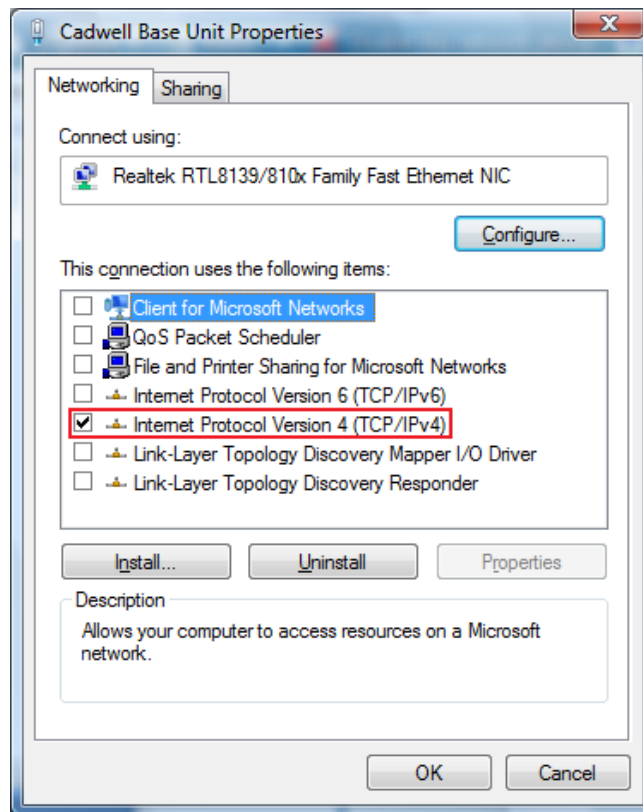 Cadwell Base Unit Properties
Networking
Sharing
Connect using:
Realtek RTL8139/810x Family Fast Ethernet NIC
Configure...
This connection uses the following items:
Client for Microsoft Networks
QoS Packet Scheduler
File and Printer Sharing for Microsoft Networks
Internet Protocol Version 6 (TCP/IPv6)
Internet Protocol Version 4 (TCP/IPv4)
Link-Layer Topology Discovery Mapper I/O Driver
Link-Layer Topology Discovery Responder
Install...
Uninstall
Properties
Description
Allows your computer to access resources on a Microsoft
network.
OK
Cancel